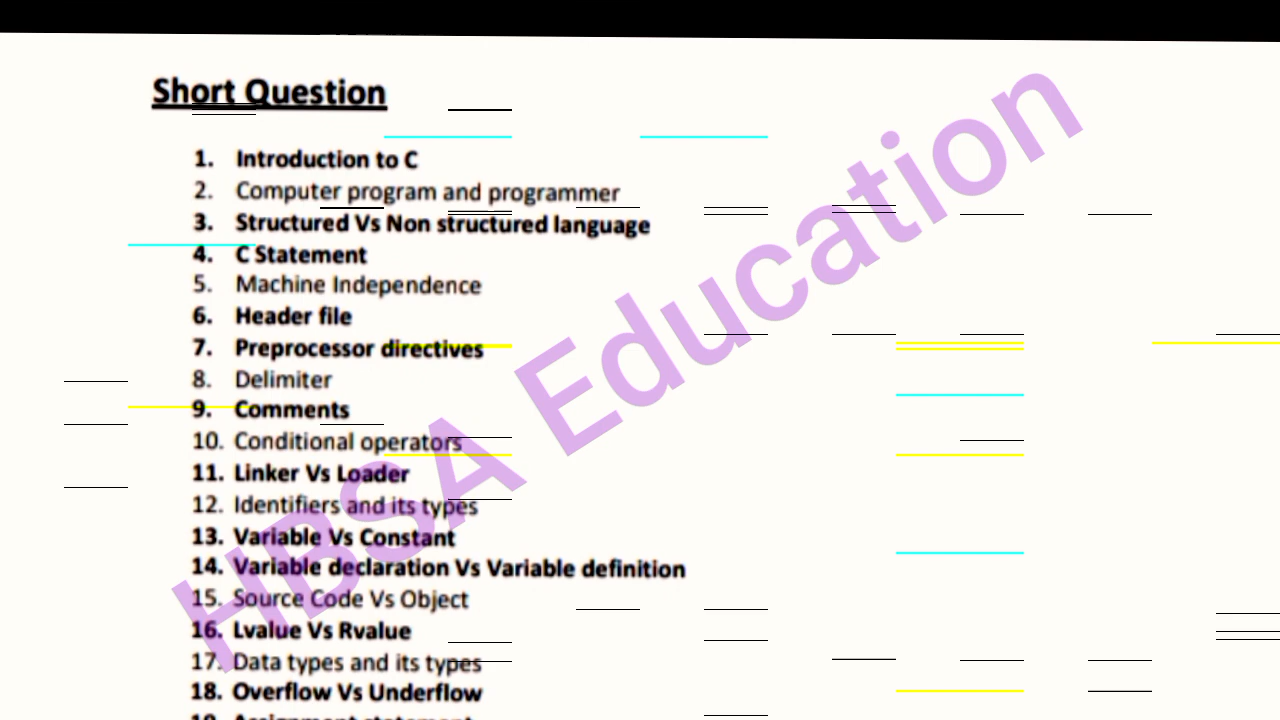 Short Question
1. Introduction to C
2. Computer program and programmer
3. Structured Vs Non structured language
4. C Statement
5. Machine Independence
6. Header file
7. Preprocessor directives
8. Delimiter
9. Comments
10. Conditional operators
11. Linker Vs Loader
12. Identifiers and its types
13. Variable Vs Constant
14. Variable declaration Vs Variable definition
15. Source Code Vs Object
16. Lvalue Vs Rvalue
17. Data types and its types
18. Overflow Vs Underflow
19. Assignment statement
HBSA Education